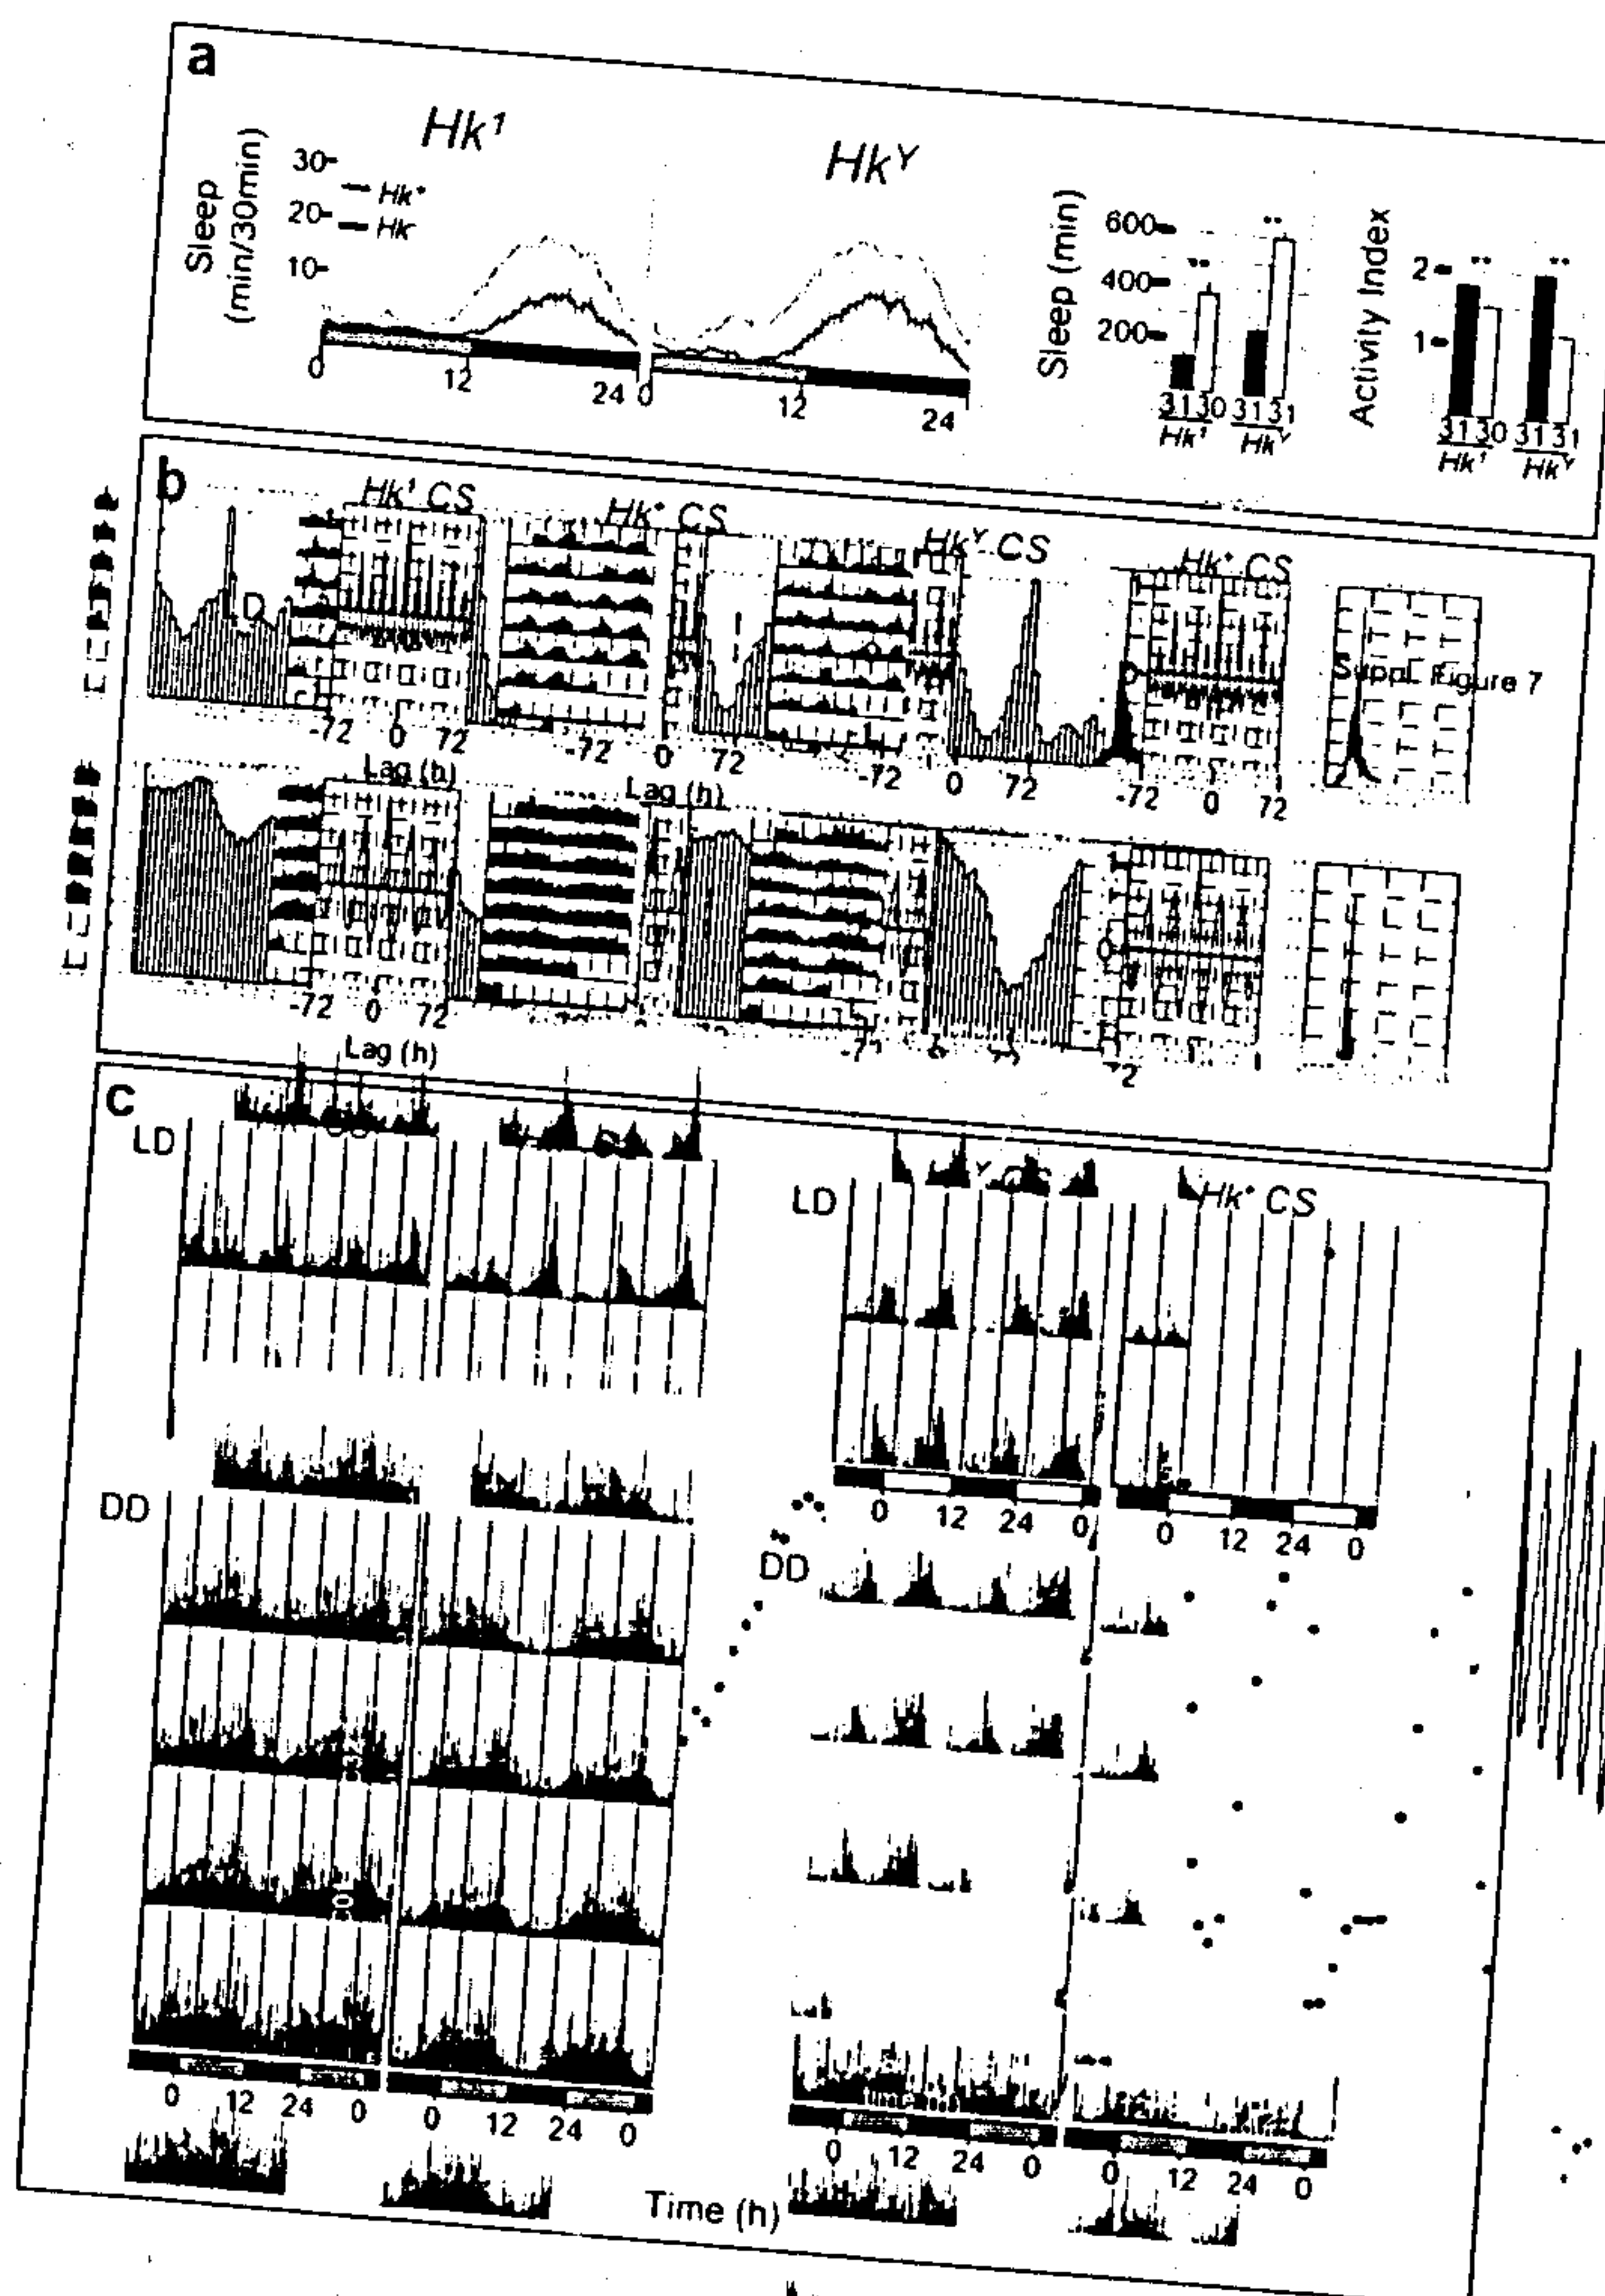 a
Hk¹
Hkʸ
Sleep
(min/30min)
30
20
10
Hk⁺
Hk⁻
0
12
24
0
12
24
Sleep (min)
600
400
200
**
**
31 30 31 31
Hk¹
Hkʸ
Activity Index
2
1
**
**
31 30 31 31
Hk¹
Hkʸ
b
Hk¹ CS
Hk⁺ CS
Hkʸ CS
Hk⁺ CS
LD
Suppl. Figure 7
-72 0 72
-72 0 72
-72 0 72
-72 0 72
Lag (h)
Lag (h)
-72 0 72
Lag (h)
c
LD
LD
Hk⁺ CS
0 12 24 0
0 12 24 0
DD
DD
0 12 24 0
0 12 24 0
0 12 24 0
0 12 24 0
Time (h)